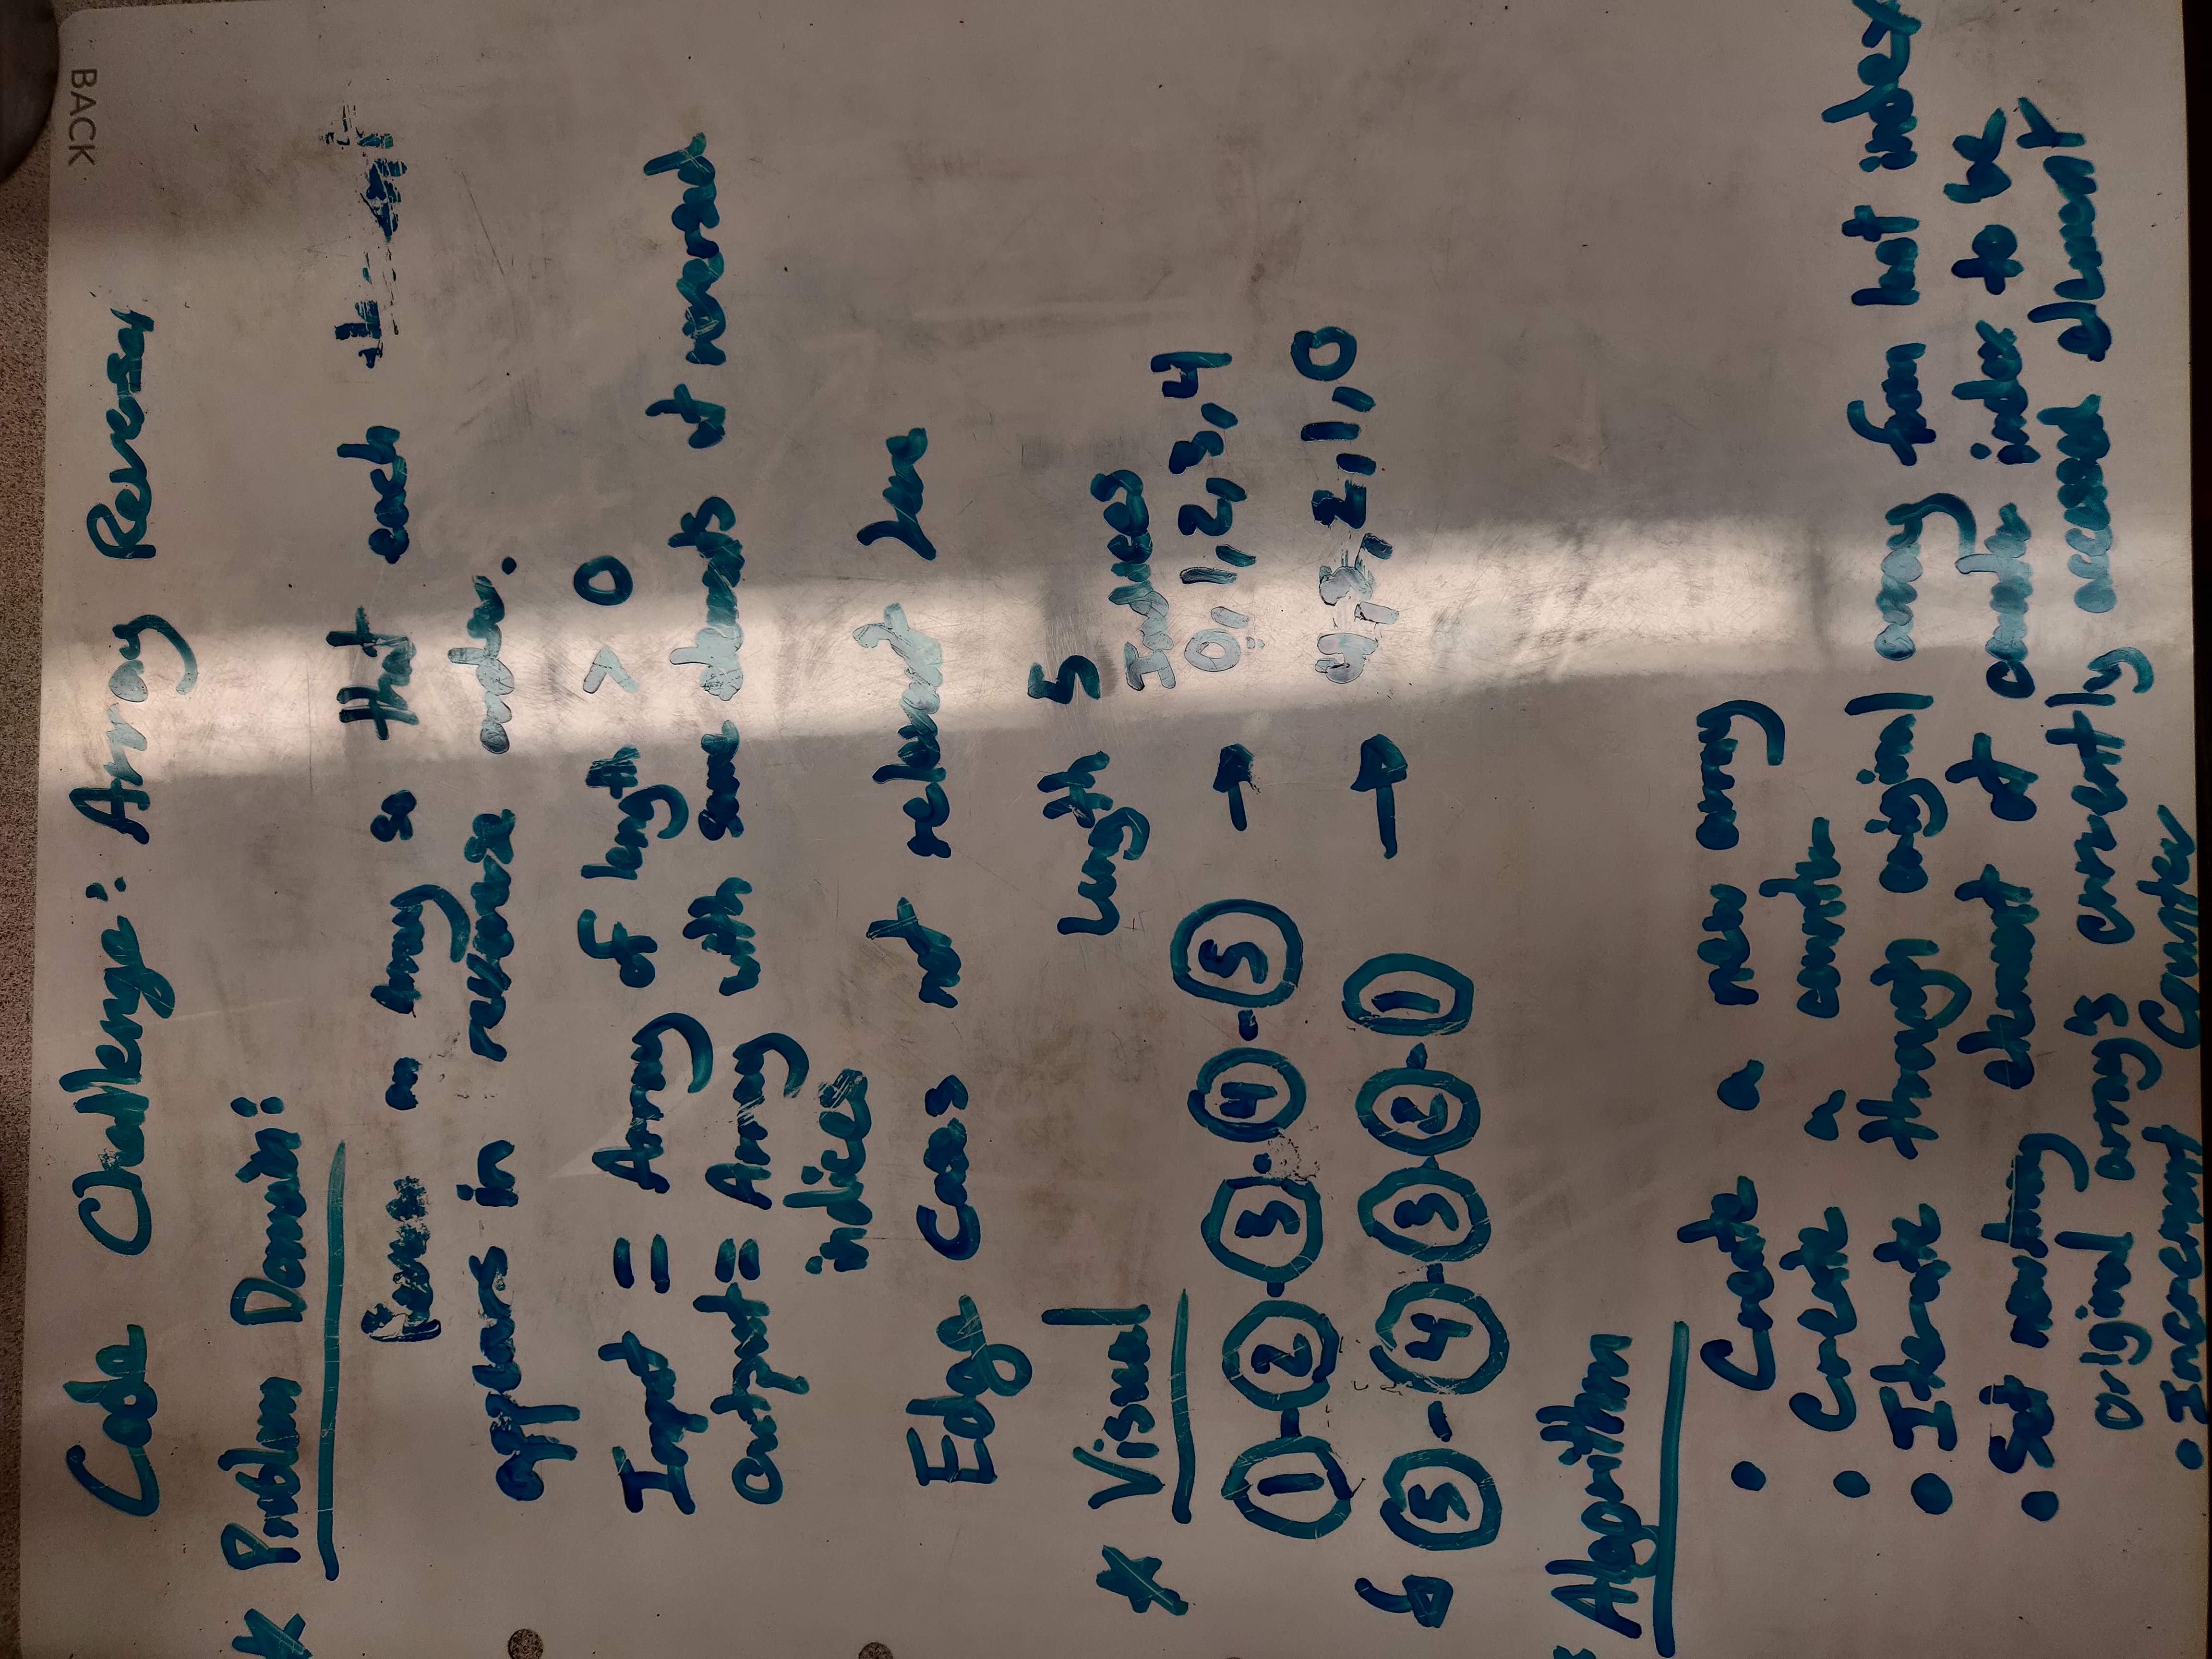 BACK
Code Challenge: Array Reversal
* Problem Domain:
Reverse an array so that each element
appears in reverse order.
Input = Array of length > 0
output = Array with same elements at reversed
indices
Edge Cases not relevant here
* Visual
Length 5
Indices
1 - 2 - 3 - 4 - 5 → 0, 1, 2, 3, 4
5 - 4 - 3 - 2 - 1 → 4, 3, 2, 1, 0
Algorithm
• Create a new array
• Create a counter
• Iterate through original array from last index
• Set newArray element at counter index to be
original array's currently accessed element
• Increment Counter